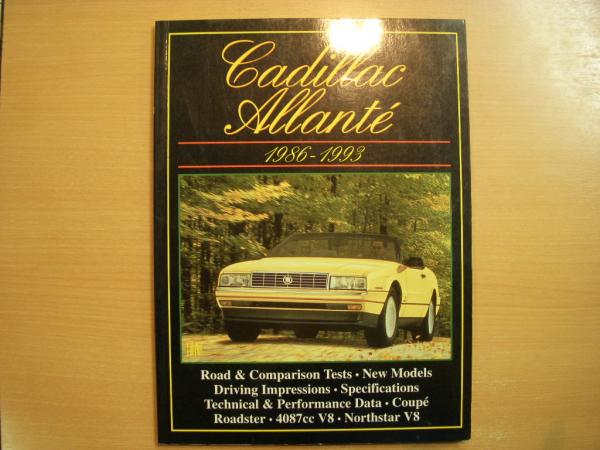 Cadillac
Allanté
1986-1993
Road & Comparison Tests • New Models
Driving Impressions • Specifications
Technical & Performance Data • Coupé
Roadster • 4087cc V8 • Northstar V8